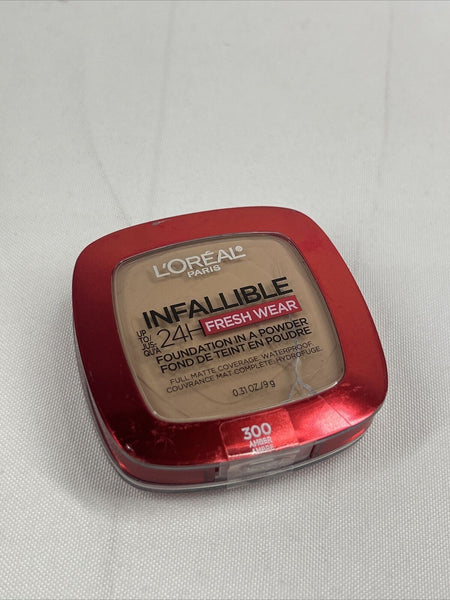 L'ORÉAL
PARIS
INFALLIBLE
UP TO/ JUSQU'À
24H FRESH WEAR
FOUNDATION IN A POWDER
FOND DE TEINT EN POUDRE
FULL MATTE COVERAGE. WATERPROOF.
COUVRANCE MAT COMPLÈTE. HYDROFUGE.
0.31 OZ./9 g
300
AMBER
AMBRE